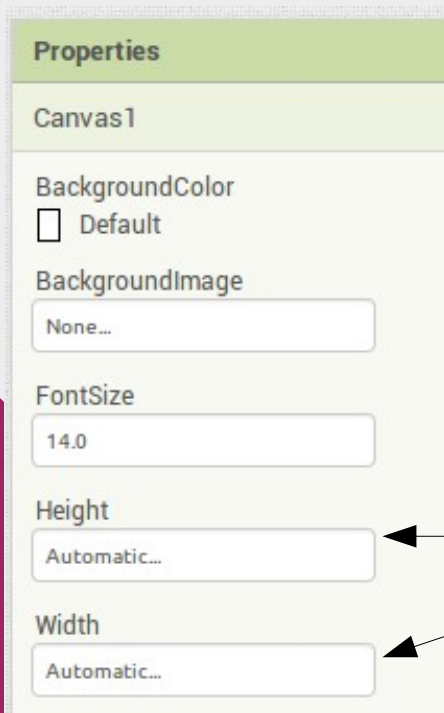 Properties
Canvas1
BackgroundColor
Default
BackgroundImage
None...
FontSize
14.0
Height
Automatic...
Width
Automatic...